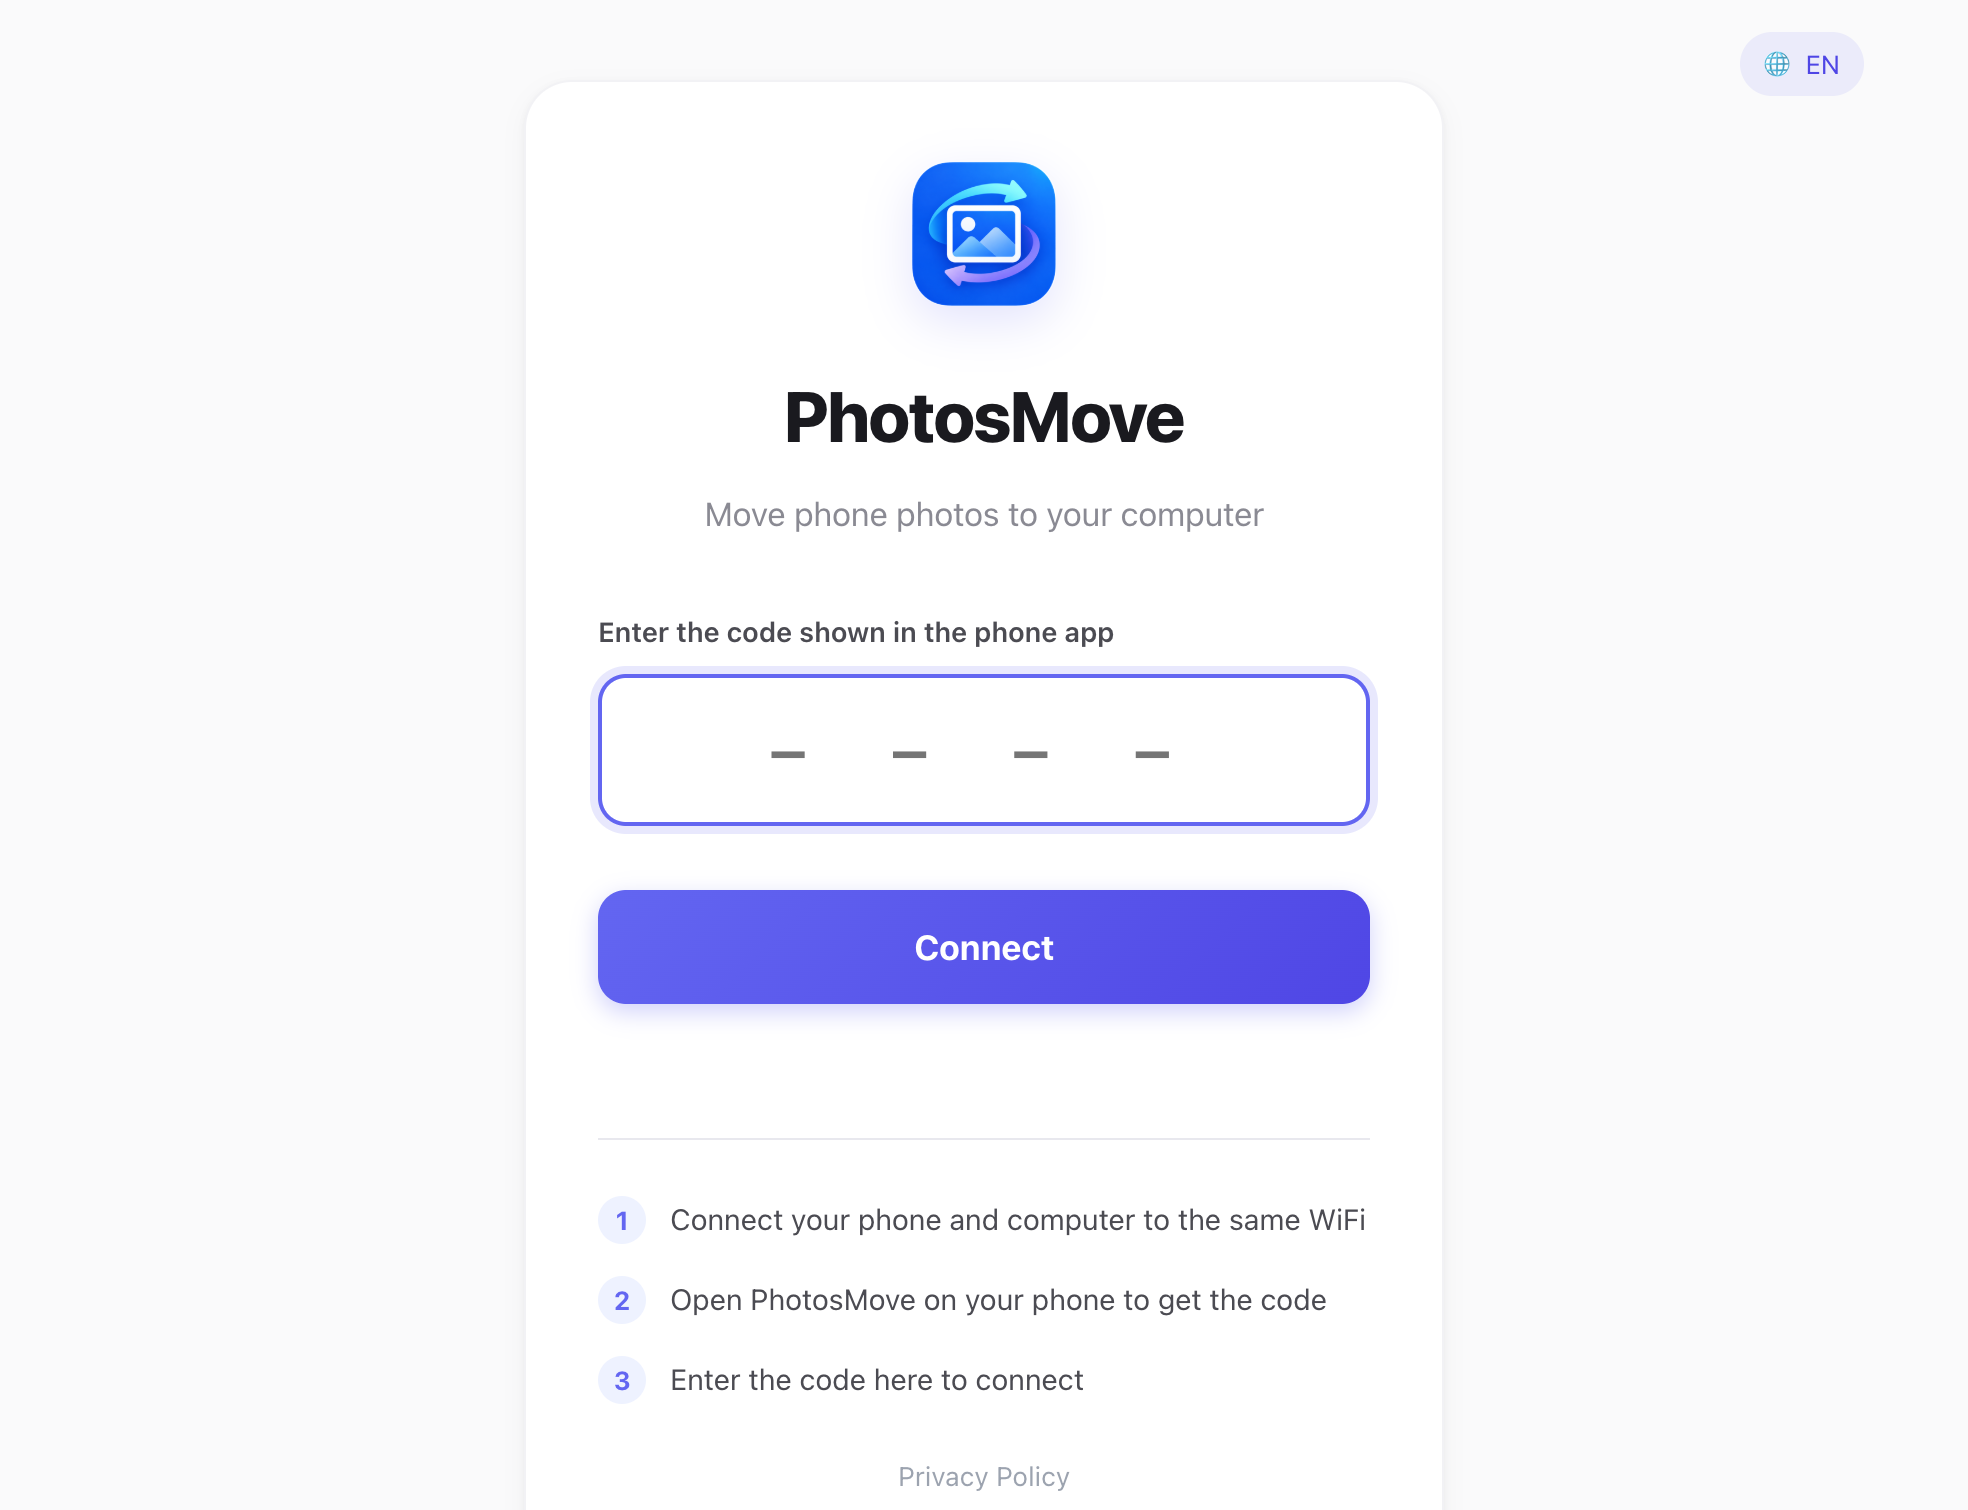 EN
PhotosMove
Move phone photos to your computer
Enter the code shown in the phone app
– – – –
Connect
1 Connect your phone and computer to the same WiFi
2 Open PhotosMove on your phone to get the code
3 Enter the code here to connect
Privacy Policy